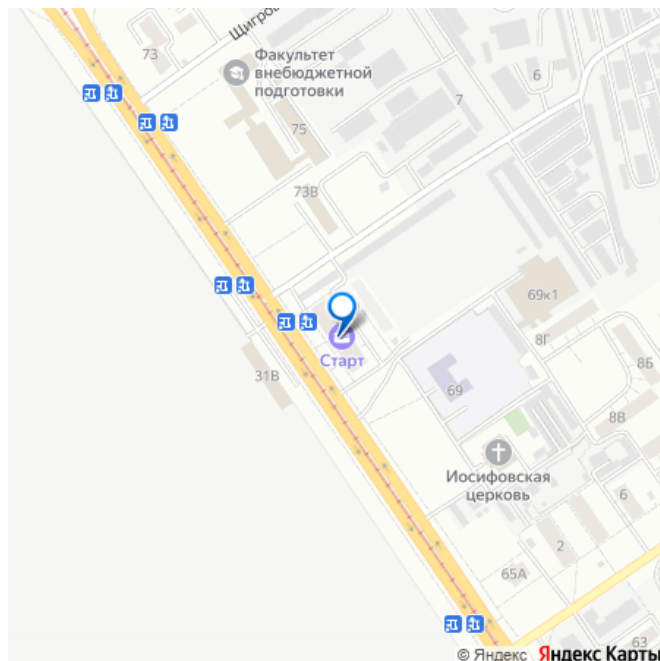 Щигров
73
Факультет
внебюджетной
подготовки
6
7
75
73В
69к1
8Г
Старт
31В
8Б
69
8В
Иосифовская
церковь
6
2
65А
63
© Яндекс Яндекс Карты